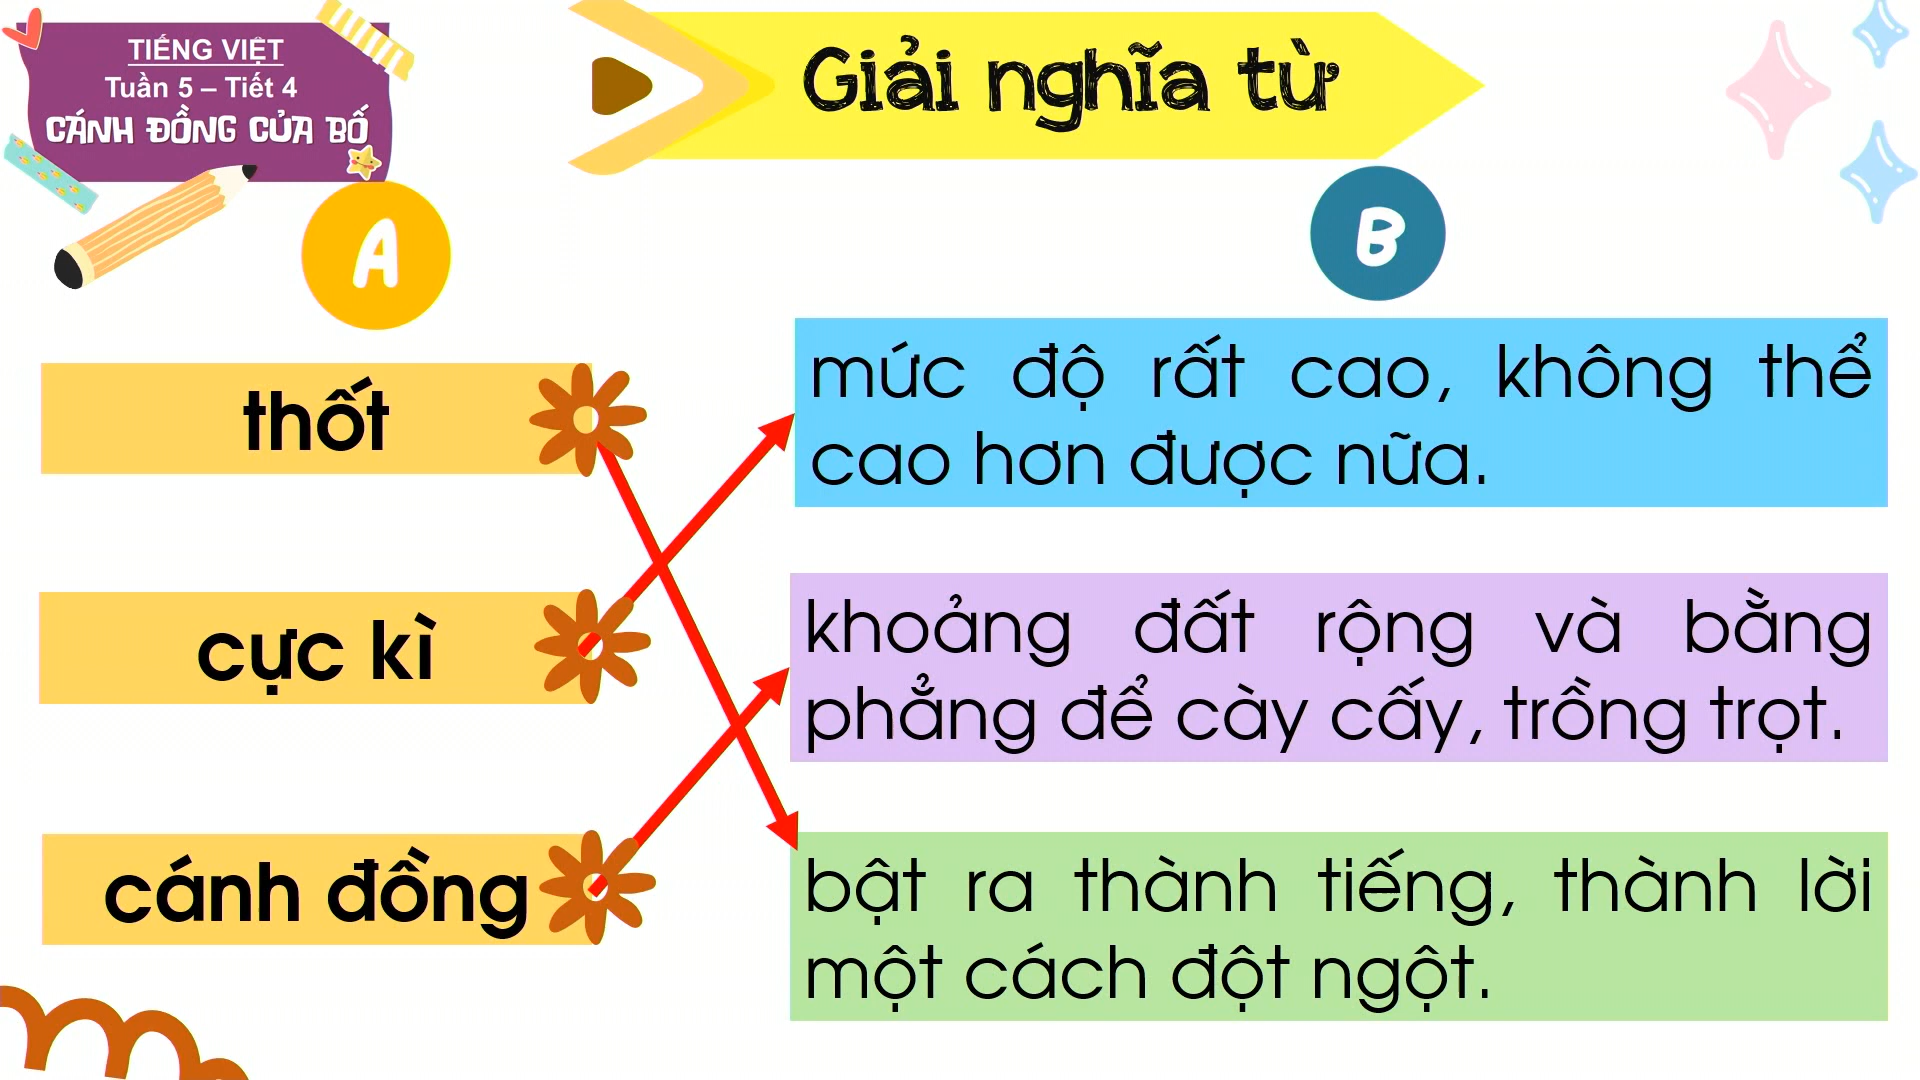 TIẾNG VIỆT
Tuần 5 – Tiết 4
CÁNH ĐỒNG CỦA BỐ
Giải nghĩa từ
A
B
thốt
mức độ rất cao, không thể
cao hơn được nữa.
cực kì
khoảng đất rộng và bằng
phẳng để cày cấy, trồng trọt.
cánh đồng
bật ra thành tiếng, thành lời
một cách đột ngột.